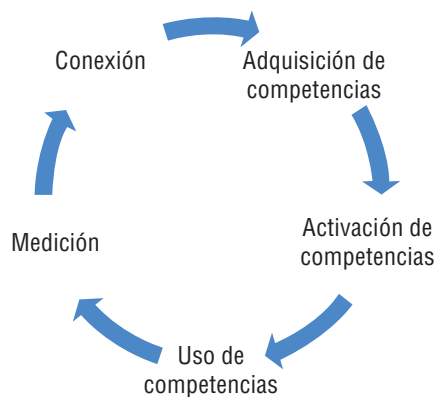 Conexión
Adquisición de
competencias
Activación de
competencias
Uso de
competencias
Medición